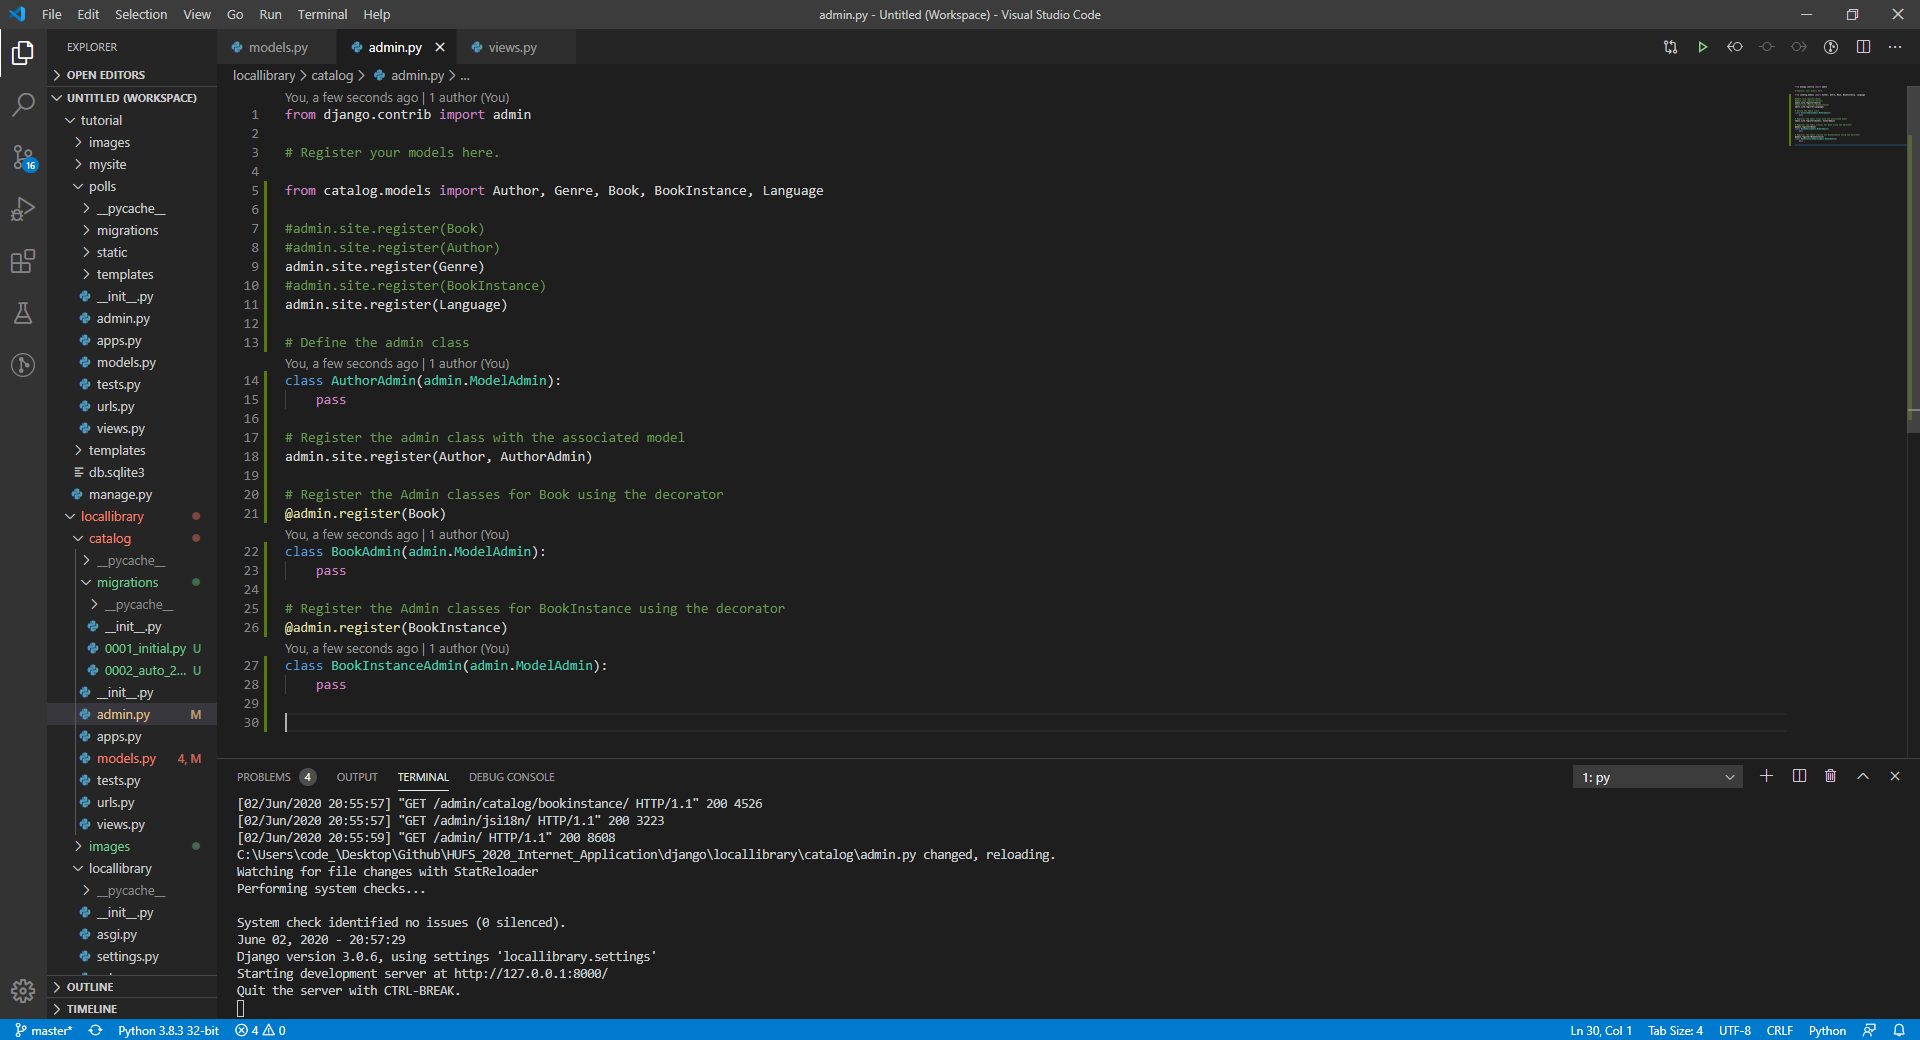 File Edit Selection View Go Run Terminal Help
admin.py - Untitled (Workspace) - Visual Studio Code
EXPLORER
OPEN EDITORS
UNTITLED (WORKSPACE)
tutorial
images
mysite
polls
__pycache__
migrations
static
templates
__init__.py
admin.py
apps.py
models.py
tests.py
urls.py
views.py
templates
db.sqlite3
manage.py
locallibrary
catalog
__pycache__
migrations
__pycache__
__init__.py
0001_initial.py U
0002_auto_2... U
__init__.py
admin.py M
apps.py
models.py 4, M
tests.py
urls.py
views.py
images
locallibrary
__pycache__
__init__.py
asgi.py
settings.py
OUTLINE
TIMELINE
16
models.py admin.py views.py
locallibrary > catalog > admin.py > ...
You, a few seconds ago | 1 author (You)
1 from django.contrib import admin
2
3 # Register your models here.
4
5 from catalog.models import Author, Genre, Book, BookInstance, Language
6
7 #admin.site.register(Book)
8 #admin.site.register(Author)
9 admin.site.register(Genre)
10 #admin.site.register(BookInstance)
11 admin.site.register(Language)
12
13 # Define the admin class
You, a few seconds ago | 1 author (You)
14 class AuthorAdmin(admin.ModelAdmin):
15 pass
16
17 # Register the admin class with the associated model
18 admin.site.register(Author, AuthorAdmin)
19
20 # Register the Admin classes for Book using the decorator
21 @admin.register(Book)
You, a few seconds ago | 1 author (You)
22 class BookAdmin(admin.ModelAdmin):
23 pass
24
25 # Register the Admin classes for BookInstance using the decorator
26 @admin.register(BookInstance)
You, a few seconds ago | 1 author (You)
27 class BookInstanceAdmin(admin.ModelAdmin):
28 pass
29
30
PROBLEMS 4 OUTPUT TERMINAL DEBUG CONSOLE
1: py
[02/Jun/2020 20:55:57] "GET /admin/catalog/bookinstance/ HTTP/1.1" 200 4526
[02/Jun/2020 20:55:57] "GET /admin/jsi18n/ HTTP/1.1" 200 3223
[02/Jun/2020 20:55:59] "GET /admin/ HTTP/1.1" 200 8608
C:\Users\code_\Desktop\Github\HUFS_2020_Internet_Application\django\locallibrary\catalog\admin.py changed, reloading.
Watching for file changes with StatReloader
Performing system checks...
System check identified no issues (0 silenced).
June 02, 2020 - 20:57:29
Django version 3.0.6, using settings 'locallibrary.settings'
Starting development server at http://127.0.0.1:8000/
Quit the server with CTRL-BREAK.
master* Python 3.8.3 32-bit 4 0
Ln 30, Col 1 Tab Size: 4 UTF-8 CRLF Python